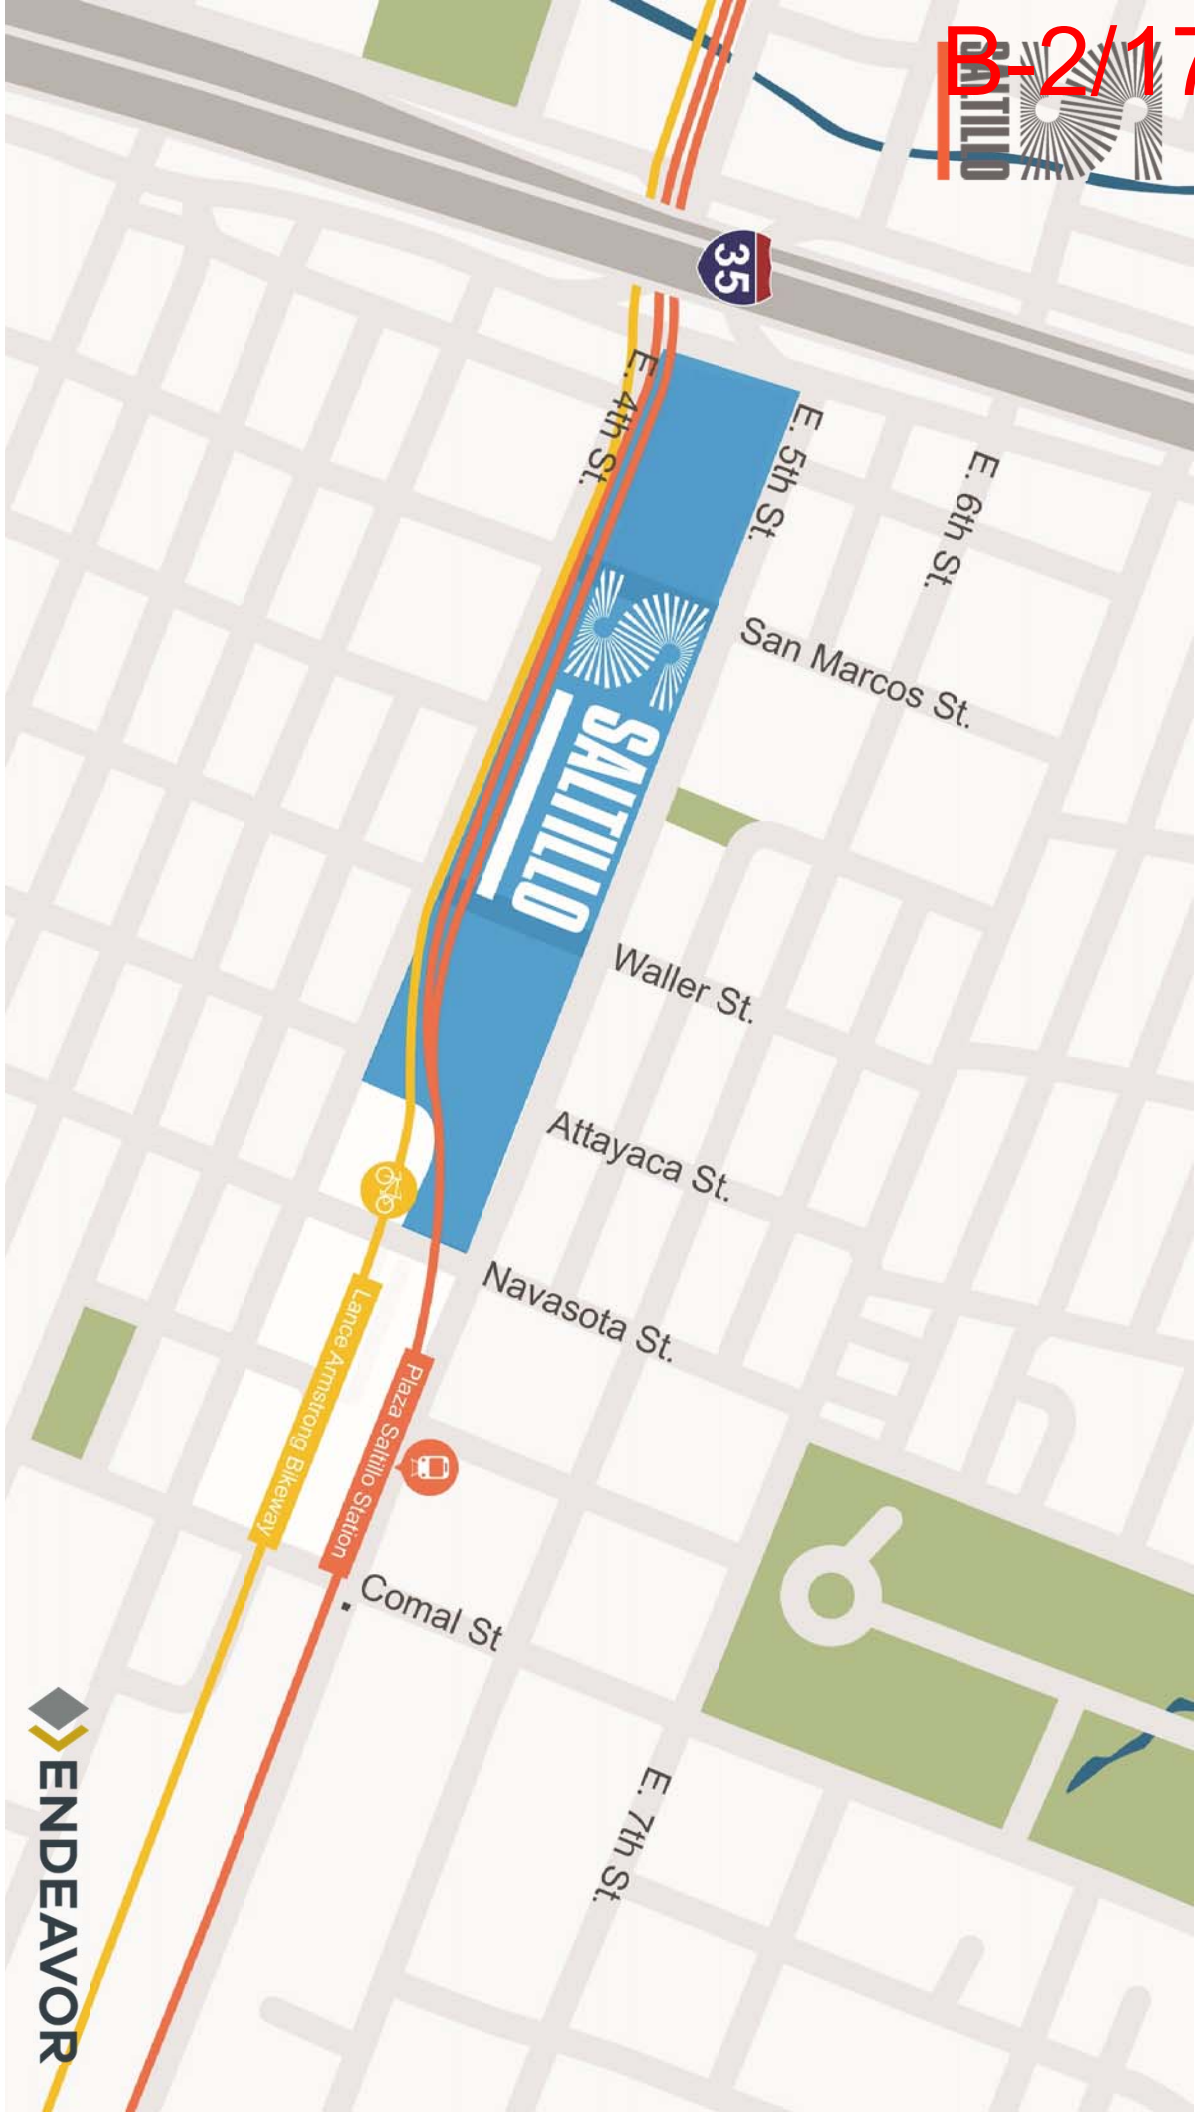 B-2/17
SALTILLO
35
E. 4th St.
E. 5th St.
E. 6th St.
San Marcos St.
SALTILLO
Waller St.
Attayaca St.
Navasota St.
Lance Armstrong Bikeway
Plaza Saltillo Station
Comal St.
E. 7th St.
ENDEAVOR